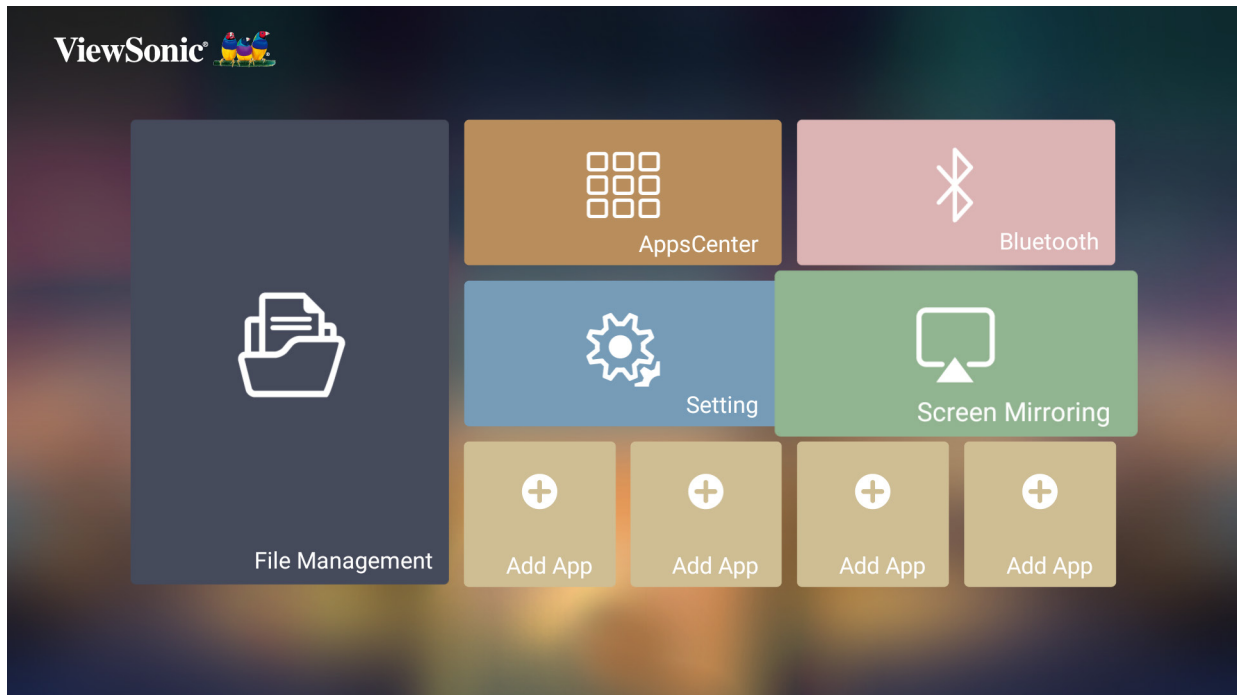 ViewSonic®
AppsCenter
Bluetooth
Setting
Screen Mirroring
File Management
Add App
Add App
Add App
Add App